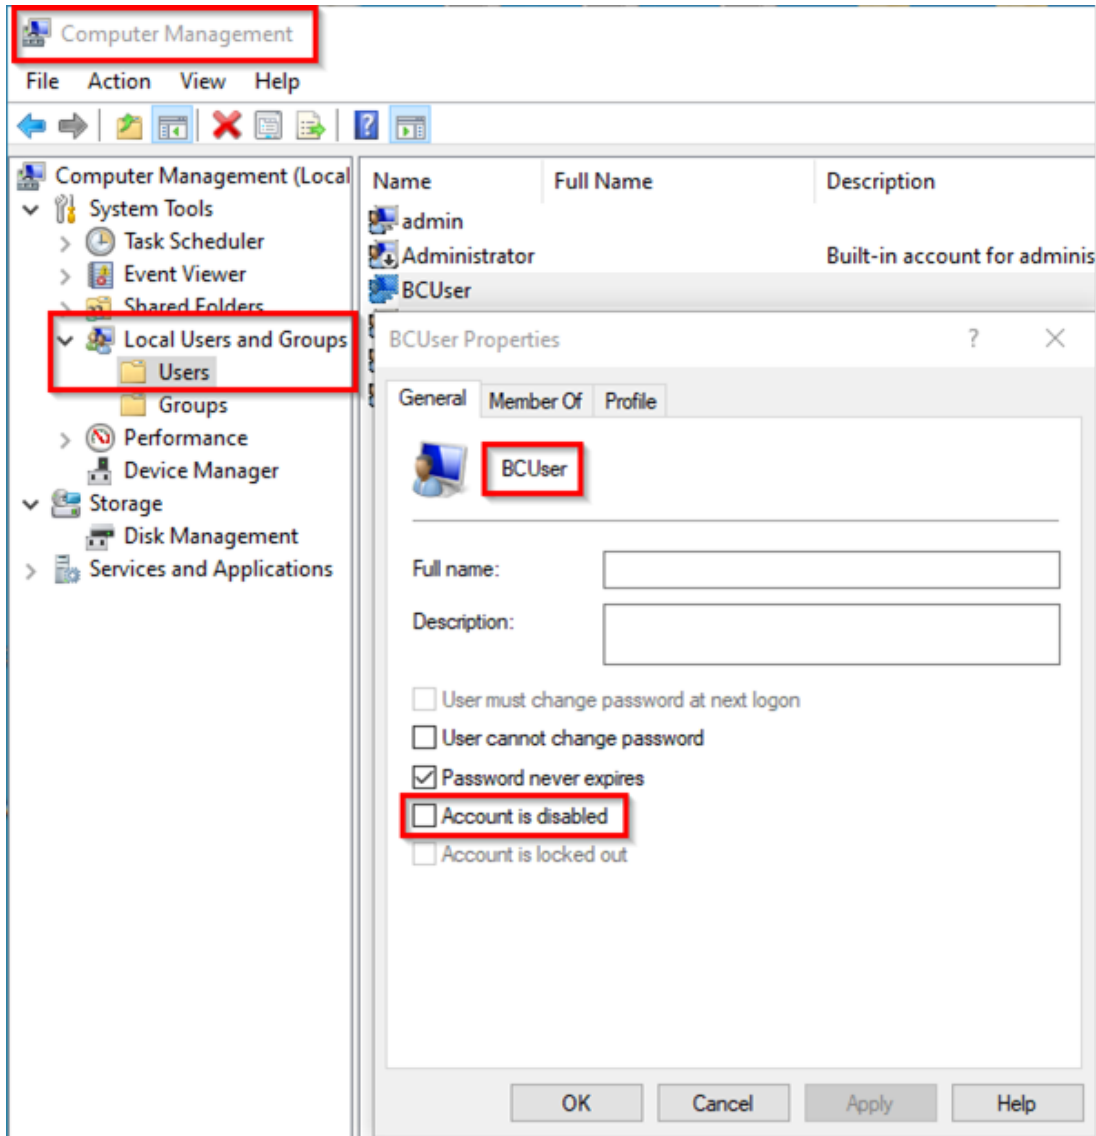 Computer Management
File Action View Help
Computer Management (Local
System Tools
Task Scheduler
Event Viewer
Shared Folders
Local Users and Groups
Users
Groups
Performance
Device Manager
Storage
Disk Management
Services and Applications
Name Full Name Description
admin
Administrator Built-in account for adminis
BCUser
BCUser Properties
General Member Of Profile
BCUser
Full name:
Description:
User must change password at next logon
User cannot change password
Password never expires
Account is disabled
Account is locked out
OK Cancel Apply Help